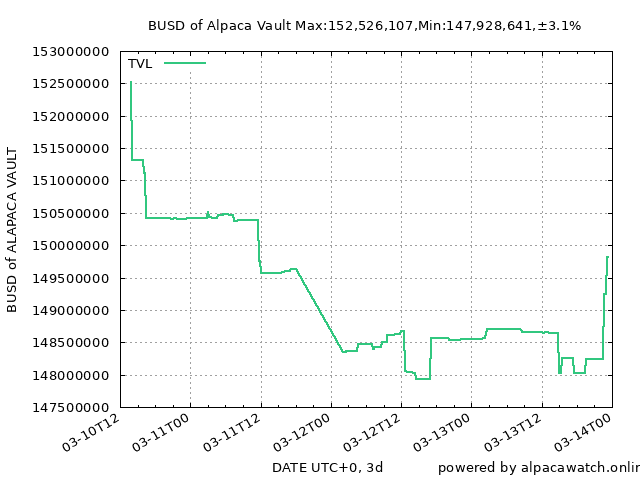 BUSD of Alpaca Vault Max:152,526,107,Min:147,928,641,±3.1%
TVL
153000000
152500000
152000000
151500000
151000000
150500000
150000000
149500000
149000000
148500000
148000000
147500000
BUSD of ALAPACA VAULT
03-10T12
03-11T00
03-11T12
03-12T00
03-12T12
03-13T00
03-13T12
03-14T00
DATE UTC+0, 3d
powered by alpacawatch.onlin